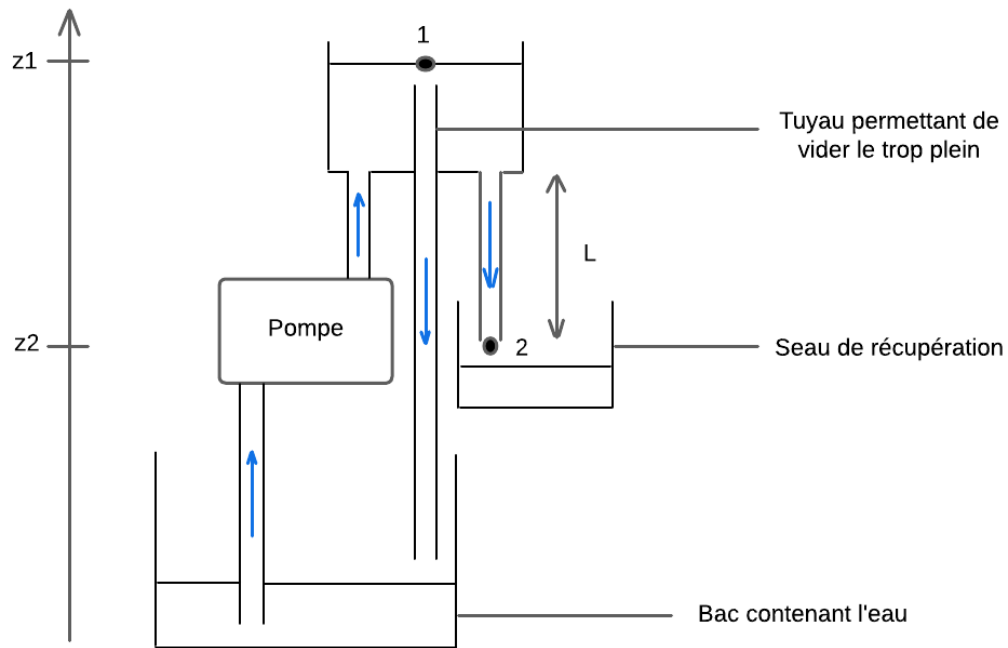 1
z1
Tuyau permettant de
vider le trop plein
L
Pompe
z2
2
Seau de récupération
Bac contenant l'eau